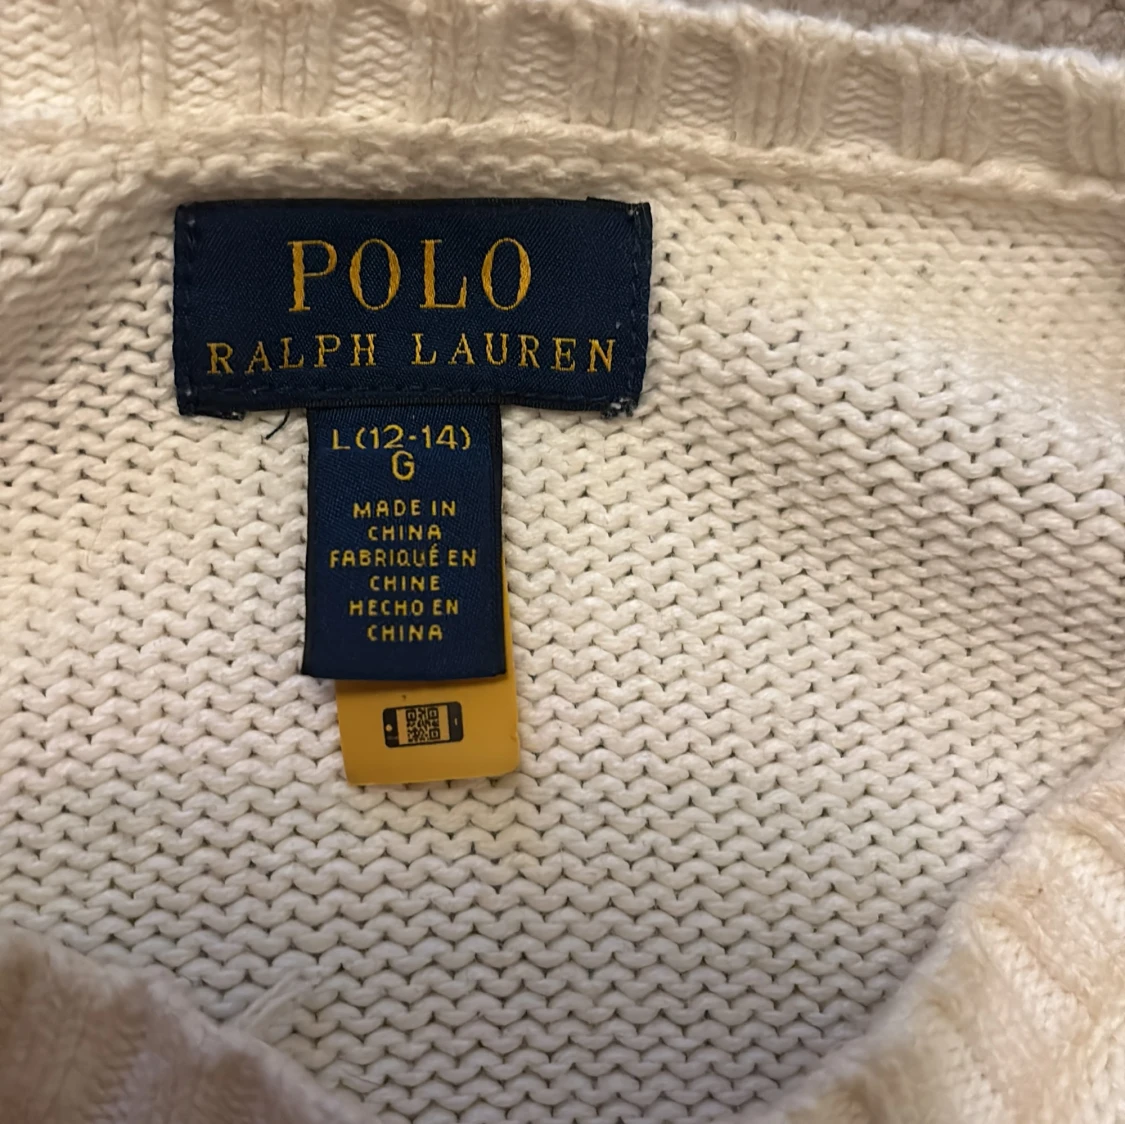 POLO
RALPH LAUREN
L(12-14)
G
MADE IN
CHINA
FABRIQUÉ EN
CHINE
HECHO EN
CHINA